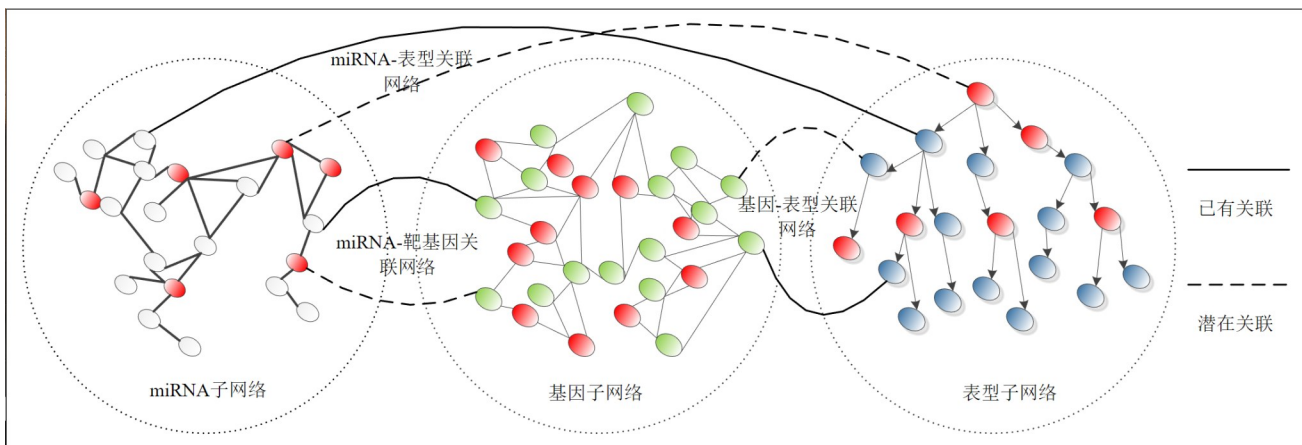 miRNA-表型关联
网络
miRNA-靶基因关
联网络
基因-表型关联
网络
已有关联
潜在关联
miRNA子网络
基因子网络
表型子网络